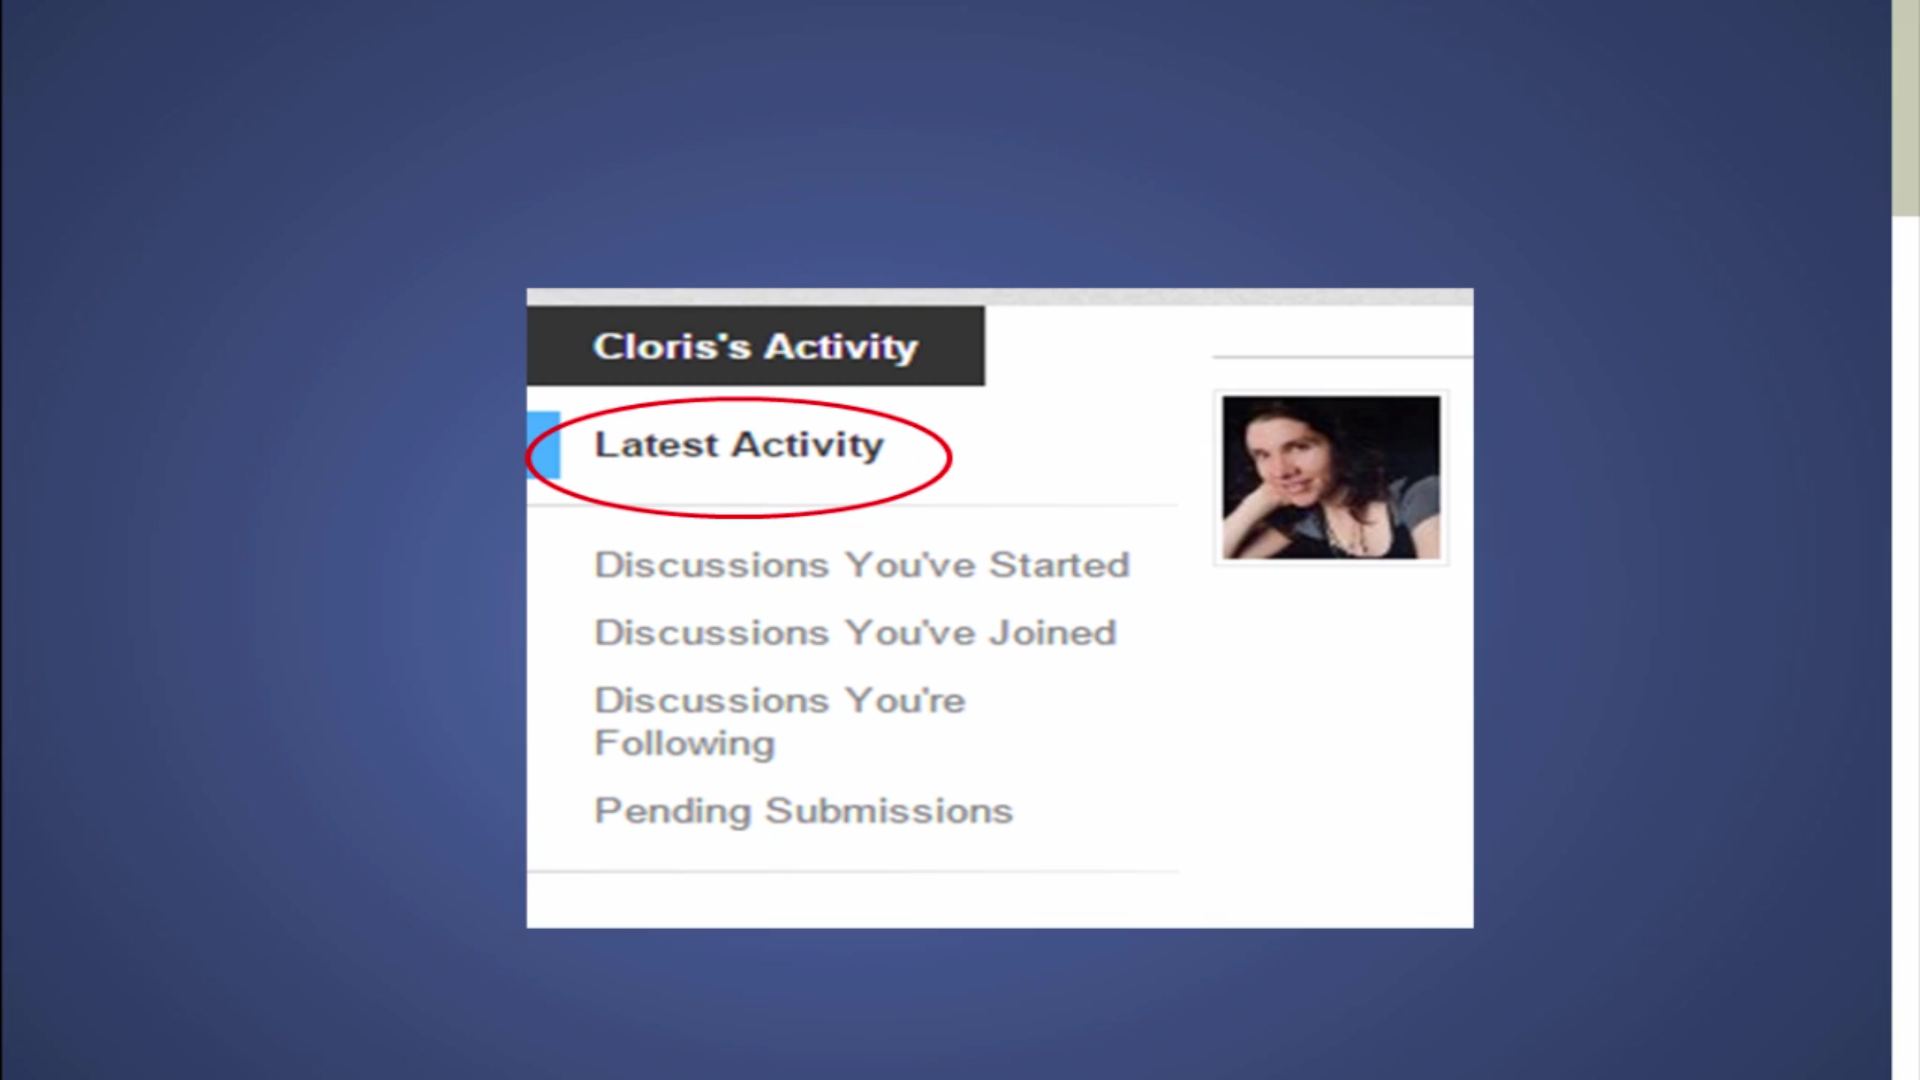 Cloris's Activity
Latest Activity
Discussions You've Started
Discussions You've Joined
Discussions You're
Following
Pending Submissions